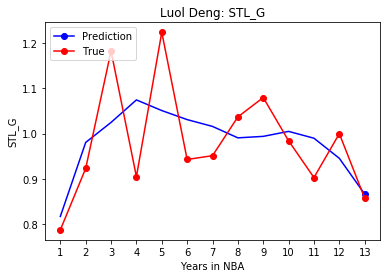 Luol Deng: STL_G
Prediction
True
STL_G
1.2
1.1
1.0
0.9
0.8
1 2 3 4 5 6 7 8 9 10 11 12 13
Years in NBA